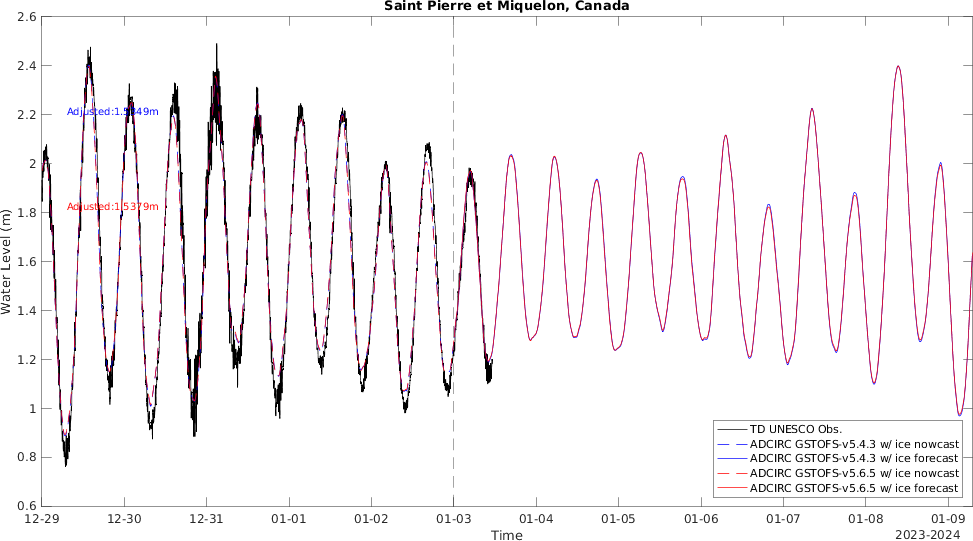 Saint Pierre et Miquelon, Canada
2.6
2.4
2.2
2
1.8
1.6
1.4
1.2
1
0.8
0.6
Water Level (m)
Adjusted:1.5349m
Adjusted:1.5379m
TD UNESCO Obs.
ADCIRC GSTOFS-v5.4.3 w/ ice nowcast
ADCIRC GSTOFS-v5.4.3 w/ ice forecast
ADCIRC GSTOFS-v5.6.5 w/ ice nowcast
ADCIRC GSTOFS-v5.6.5 w/ ice forecast
12-29 12-30 12-31 01-01 01-02 01-03 01-04 01-05 01-06 01-07 01-08 01-09
Time
2023-2024